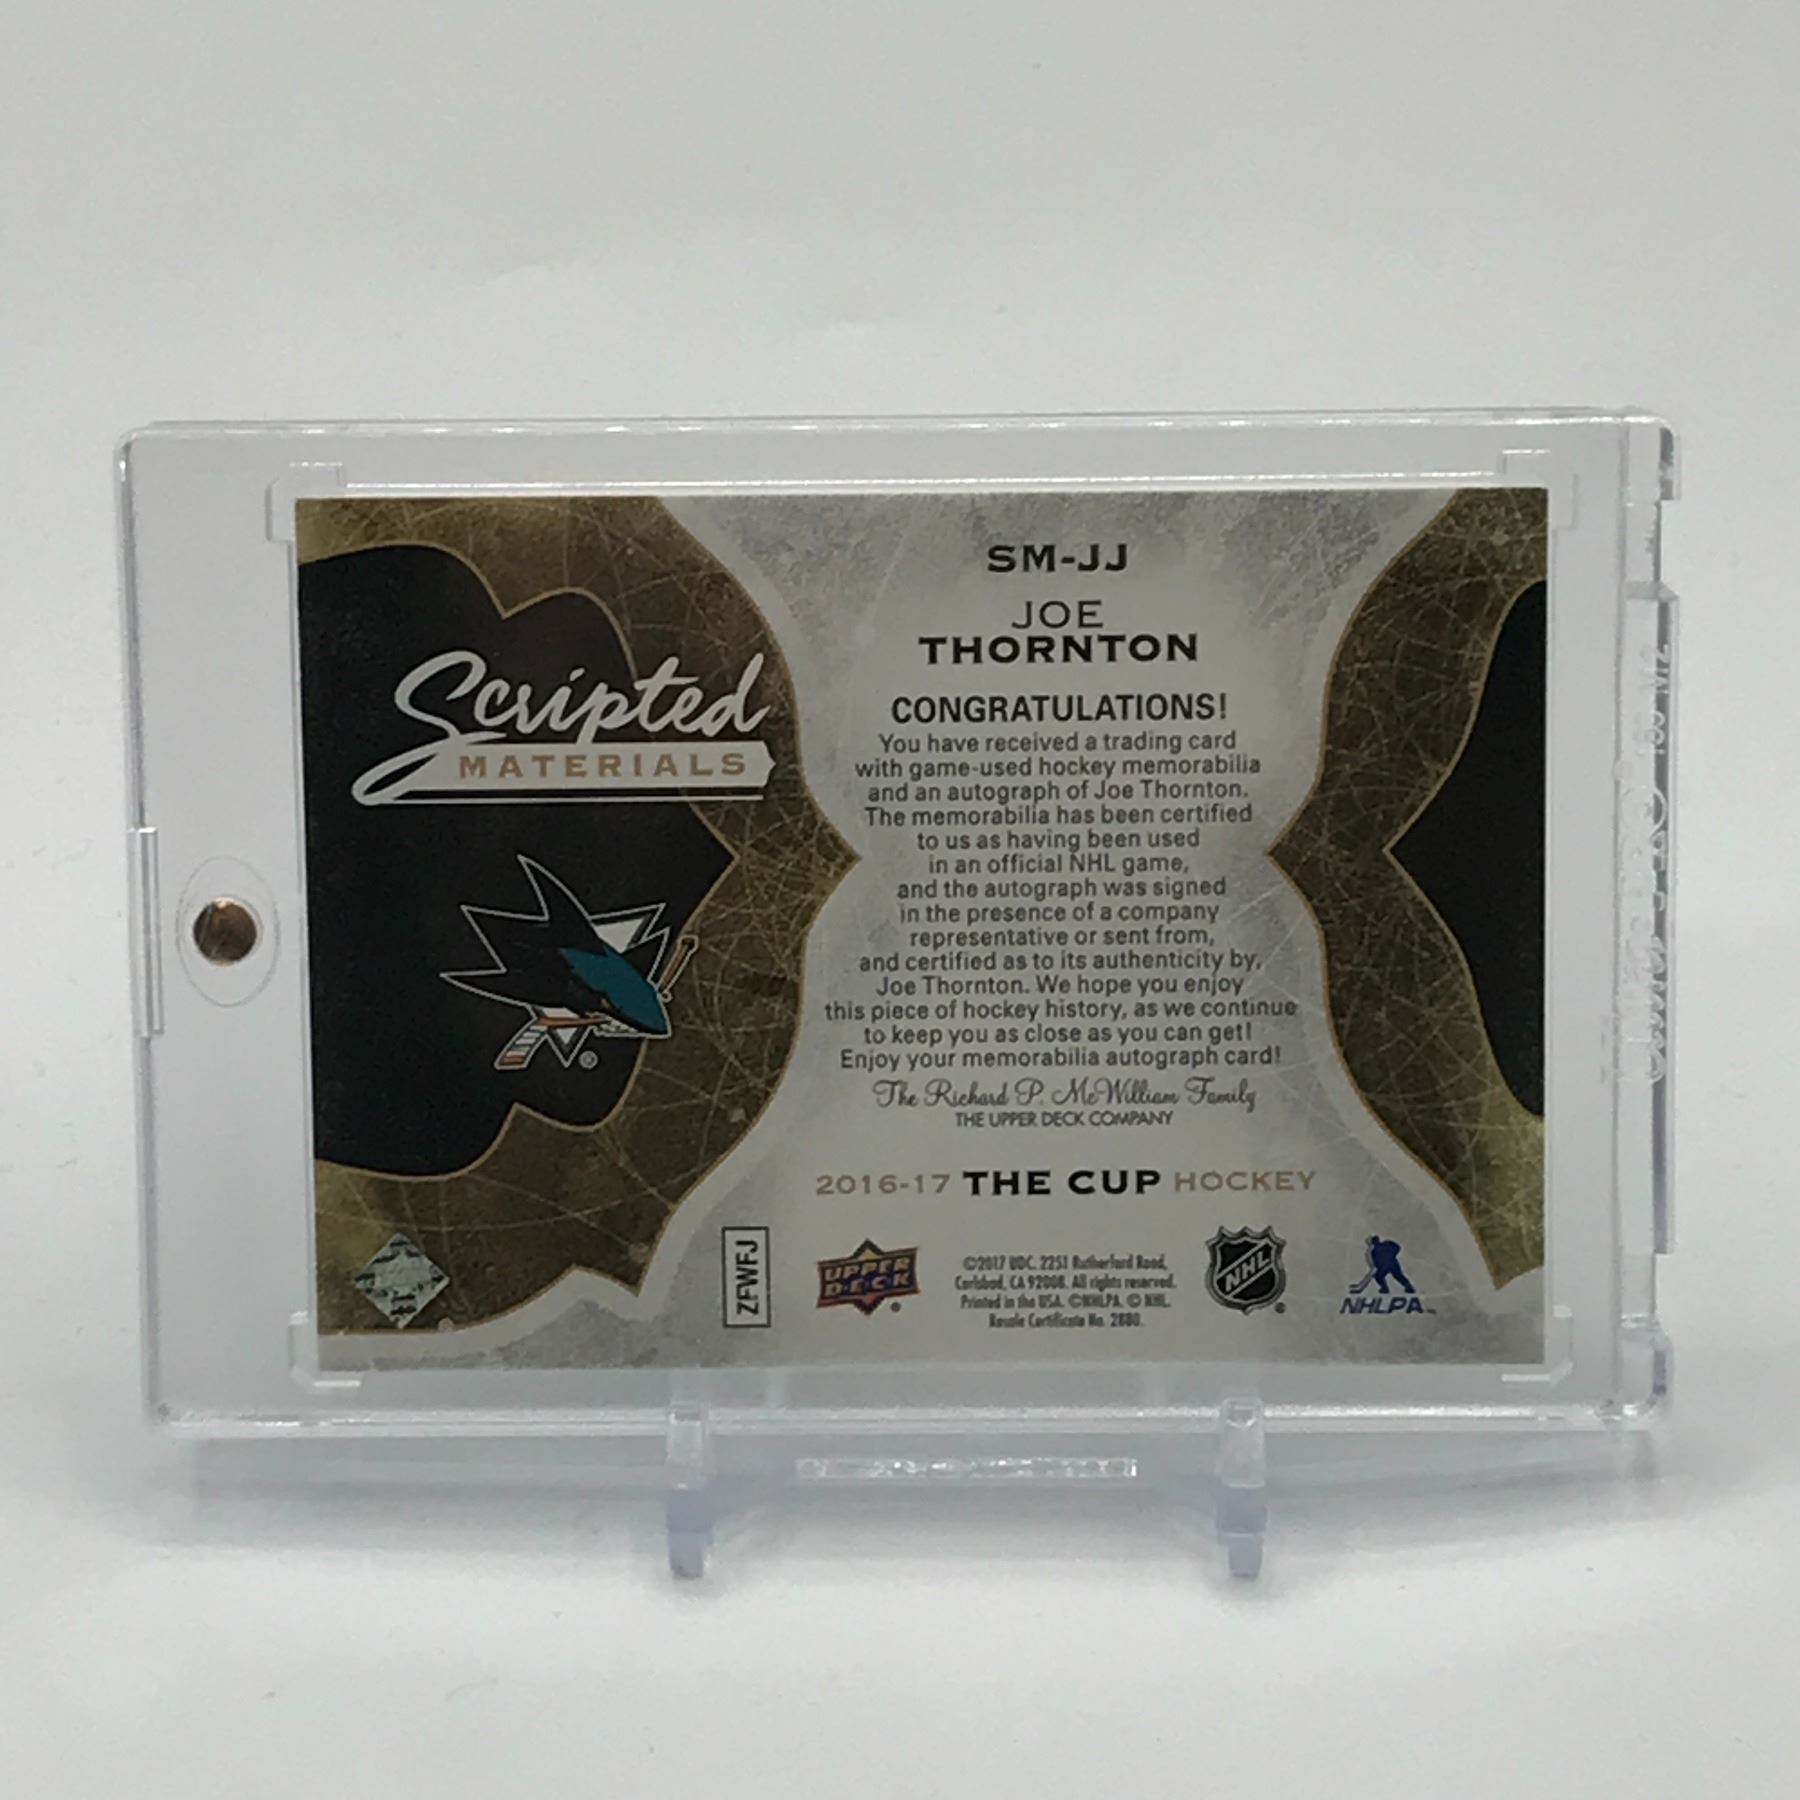 SM-JJ
JOE
THORNTON
Scripted
MATERIALS
CONGRATULATIONS!
You have received a trading card
with game-used hockey memorabilia
and an autograph of Joe Thornton.
The memorabilia has been certified
to us as having been used
in an official NHL game,
and the autograph was signed
in the presence of a company
representative or sent from,
and certified as to its authenticity by,
Joe Thornton. We hope you enjoy
this piece of hockey history, as we continue
to keep you as close as you can get!
Enjoy your memorabilia autograph card!
The Richard P. McWilliam Family
THE UPPER DECK COMPANY
2016-17 THE CUP HOCKEY
ZFWFJ
UPPER
DECK
®
©2017 UDC. 2251 Rutherford Road,
Carlsbad, CA 92008. All rights reserved.
Printed in the USA. ©NHLPA. © NHL.
Resale Certificate No. 2880.
NHL
®
NHLPA™
®